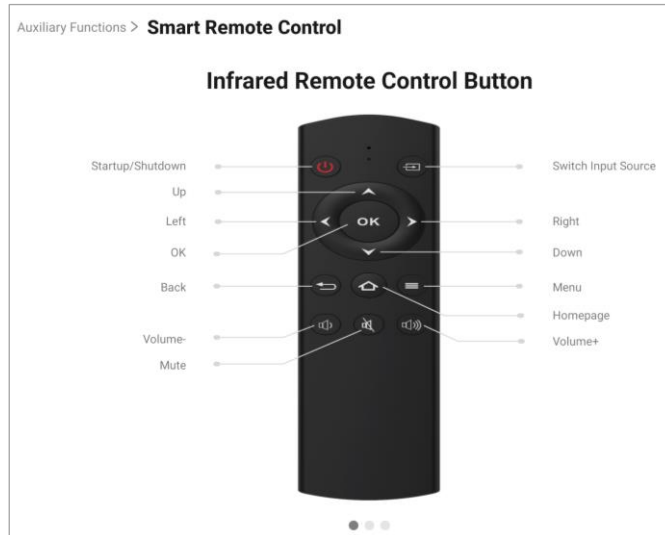 Auxiliary Functions > Smart Remote Control
Infrared Remote Control Button
Startup/Shutdown
Switch Input Source
Up
Left
OK
Right
OK
Down
Back
Menu
Homepage
Volume-
Volume+
Mute